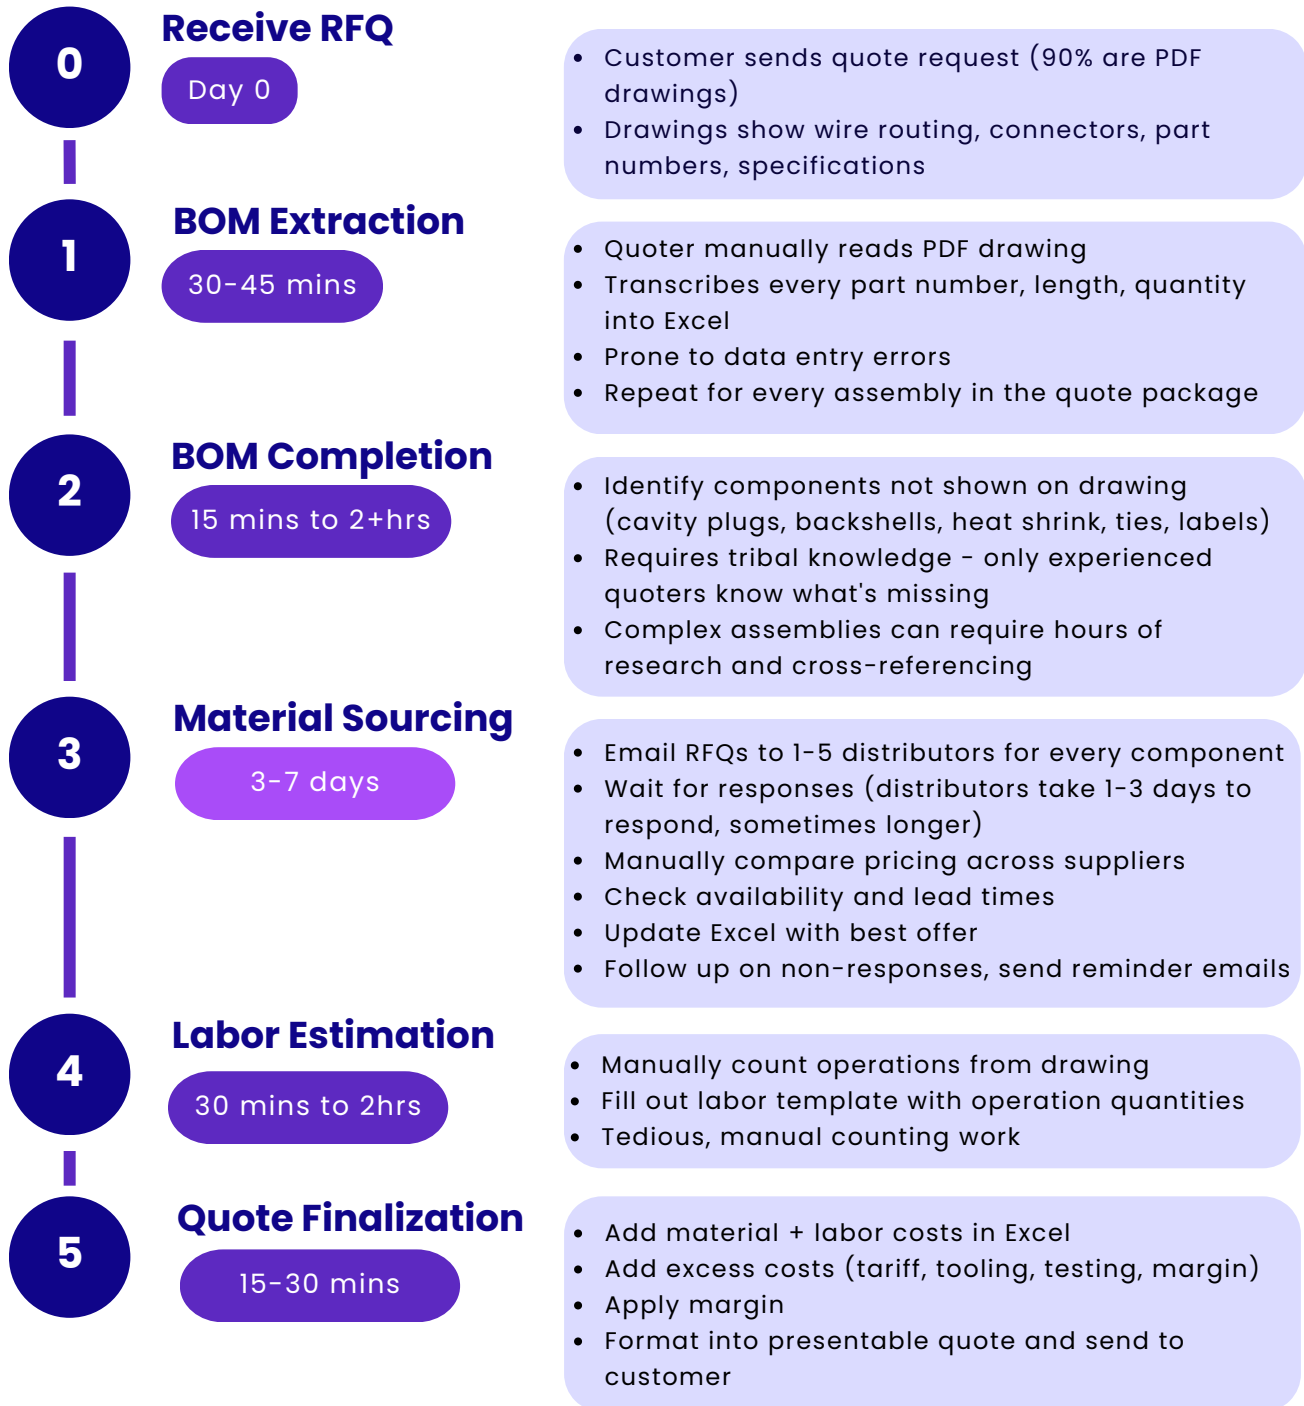 0
Receive RFQ
Day 0
• Customer sends quote request (90% are PDF
drawings)
• Drawings show wire routing, connectors, part
numbers, specifications
1
BOM Extraction
30-45 mins
• Quoter manually reads PDF drawing
• Transcribes every part number, length, quantity
into Excel
• Prone to data entry errors
• Repeat for every assembly in the quote package
2
BOM Completion
15 mins to 2+hrs
• Identify components not shown on drawing
(cavity plugs, backshells, heat shrink, ties, labels)
• Requires tribal knowledge - only experienced
quoters know what's missing
• Complex assemblies can require hours of
research and cross-referencing
3
Material Sourcing
3-7 days
• Email RFQs to 1-5 distributors for every component
• Wait for responses (distributors take 1-3 days to
respond, sometimes longer)
• Manually compare pricing across suppliers
• Check availability and lead times
• Update Excel with best offer
• Follow up on non-responses, send reminder emails
4
Labor Estimation
30 mins to 2hrs
• Manually count operations from drawing
• Fill out labor template with operation quantities
• Tedious, manual counting work
5
Quote Finalization
15-30 mins
• Add material + labor costs in Excel
• Add excess costs (tariff, tooling, testing, margin)
• Apply margin
• Format into presentable quote and send to
customer